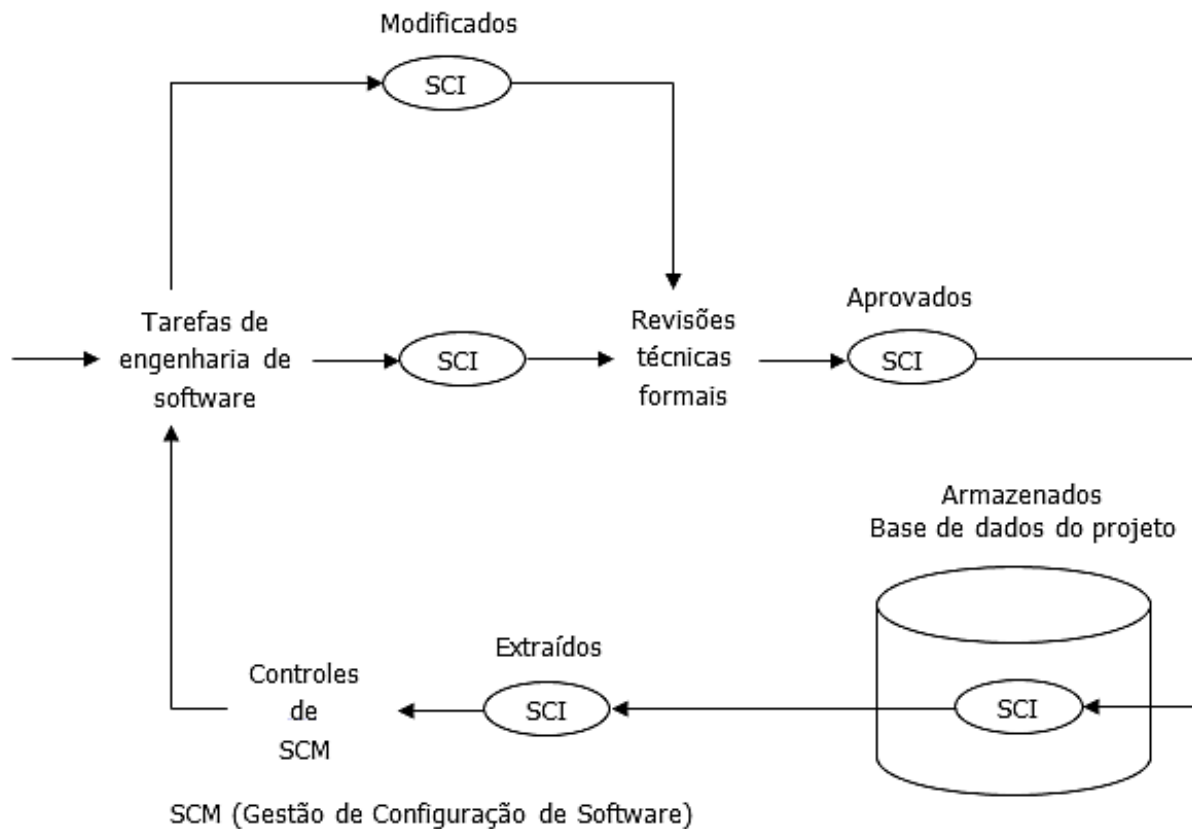 Modificados
SCI
Tarefas de
engenharia de
software
SCI
Revisões
técnicas
formais
Aprovados
SCI
Armazenados
Base de dados do projeto
SCI
Extraídos
SCI
Controles
de
SCM
SCM (Gestão de Configuração de Software)